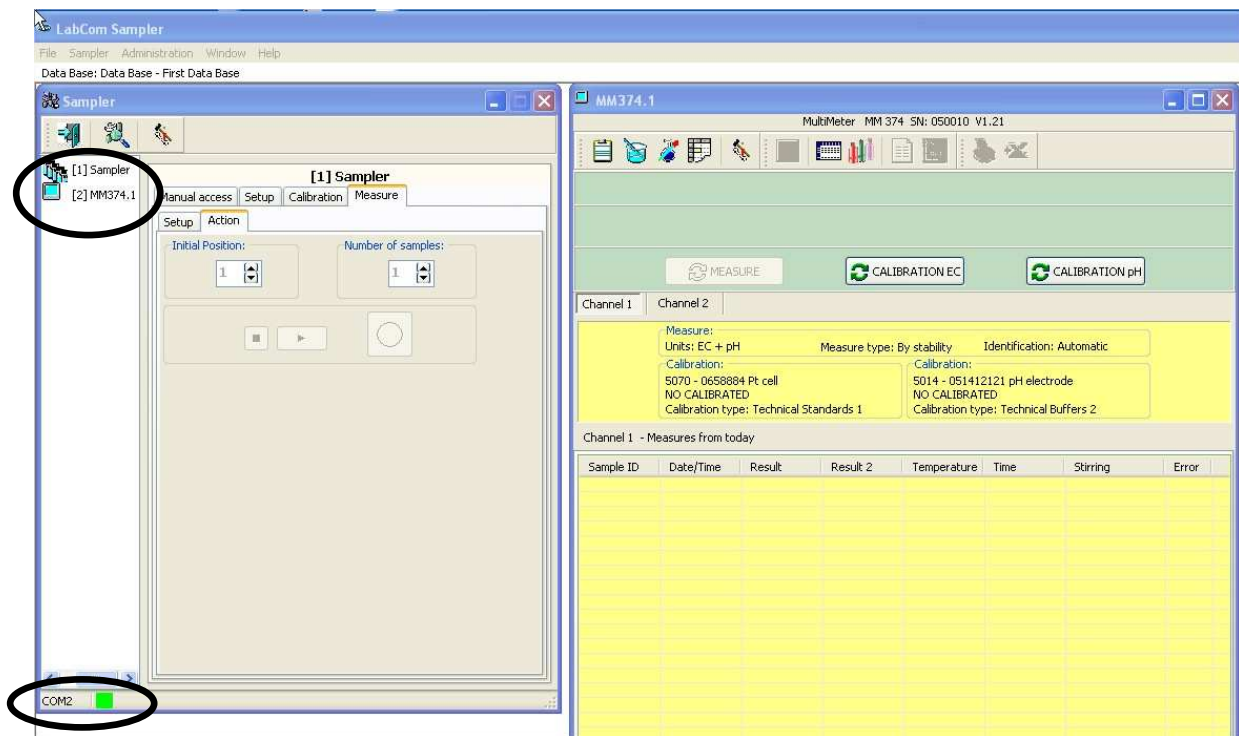 LabCom Sampler
File Sampler Administration Window Help
Data Base: Data Base - First Data Base
Sampler
[1] Sampler
[2] MM374.1
[1] Sampler
Manual access Setup Calibration Measure
Setup Action
Initial Position: Number of samples:
1 1
COM2
MM374.1
MultiMeter MM 374 SN: 050010 V1.21
MEASURE CALIBRATION EC CALIBRATION pH
Channel 1 Channel 2
Measure:
Units: EC + pH Measure type: By stability Identification: Automatic
Calibration:
5070 - 0658884 Pt cell
NO CALIBRATED
Calibration type: Technical Standards 1
Calibration:
5014 - 051412121 pH electrode
NO CALIBRATED
Calibration type: Technical Buffers 2
Channel 1 - Measures from today
Sample ID Date/Time Result Result 2 Temperature Time Stirring Error